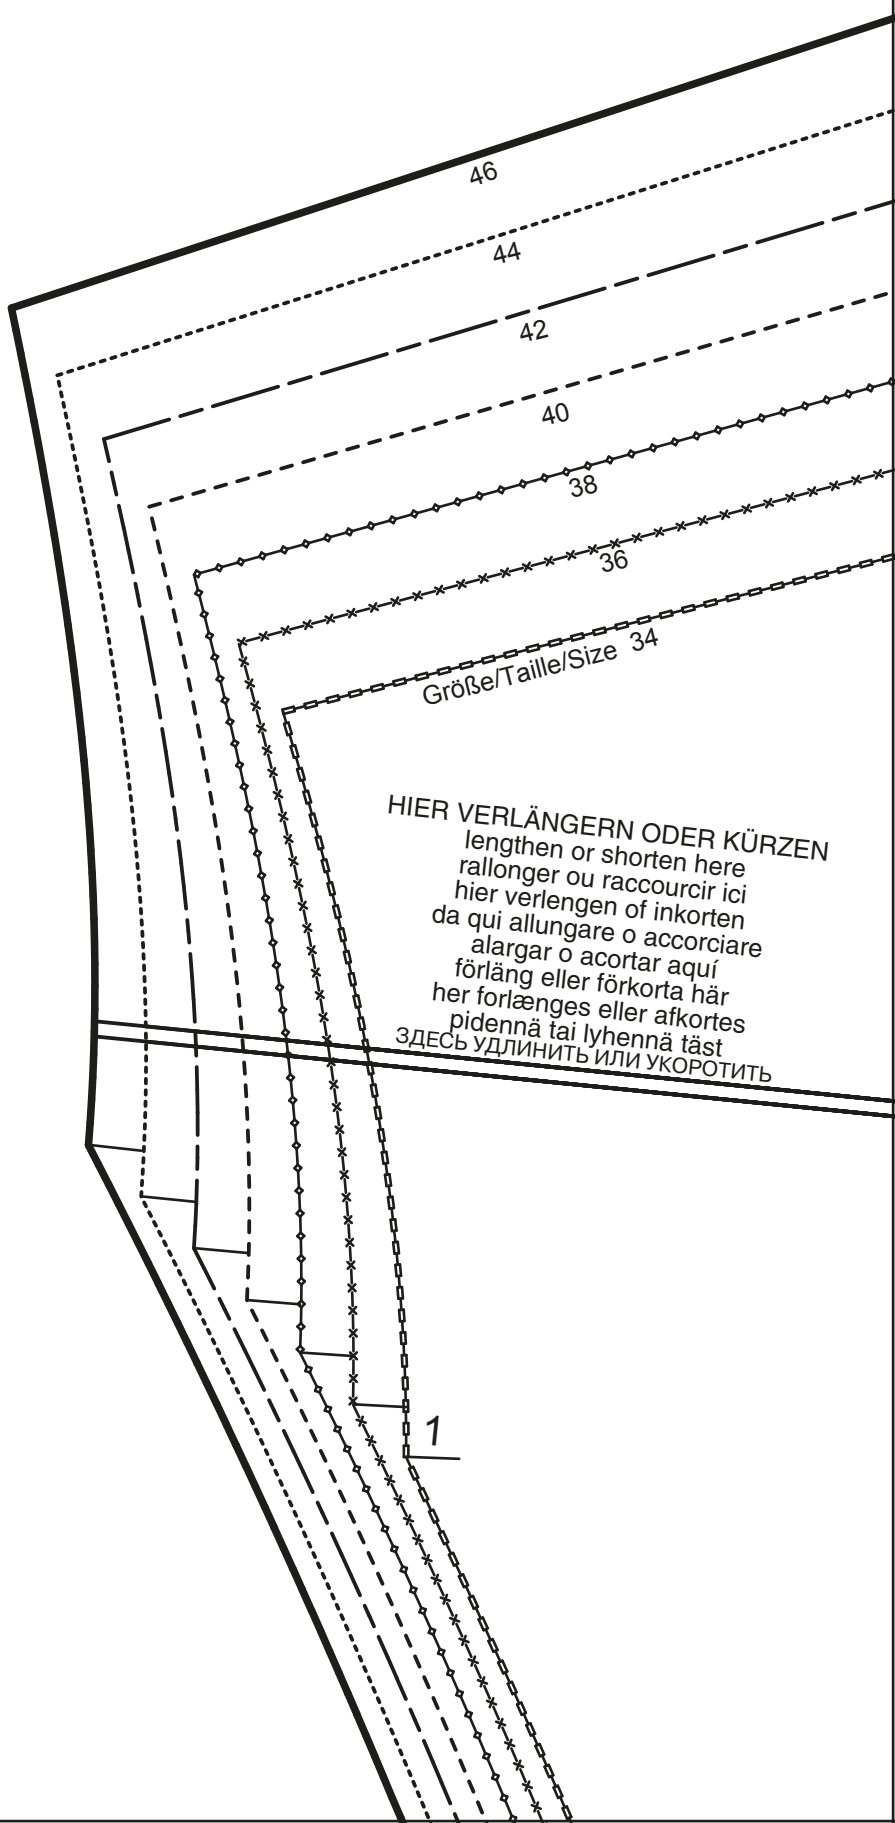 46
44
42
40
38
36
Größe/Taille/Size 34
HIER VERLÄNGERN ODER KÜRZEN
lengthen or shorten here
rallonger ou raccourcir ici
hier verlengen of inkorten
da qui allungare o accorciare
alargar o acortar aquí
förläng eller förkorta här
her forlænges eller afkortes
pidennä tai lyhennä täst
ЗДЕСЬ УДЛИНИТЬ ИЛИ УКОРОТИТЬ
1